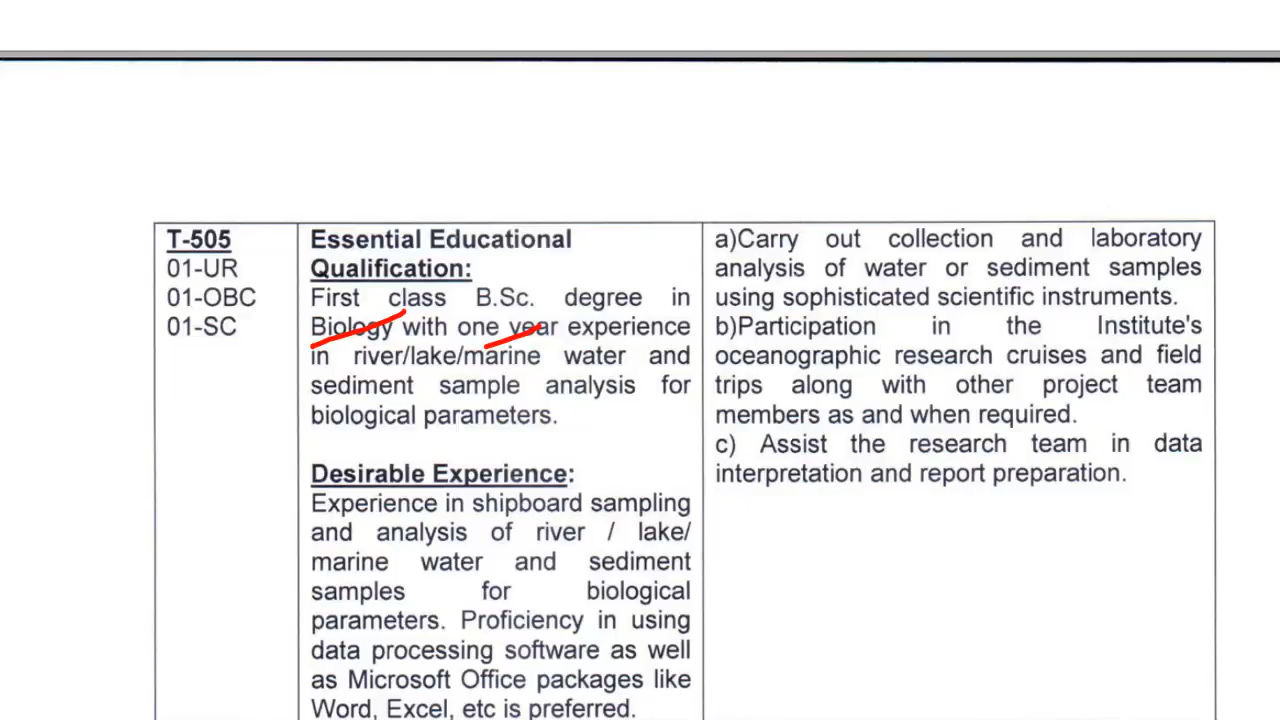 T-505
01-UR
01-OBC
01-SC
Essential Educational
Qualification:
First class B.Sc. degree in
Biology with one year experience
in river/lake/marine water and
sediment sample analysis for
biological parameters.
Desirable Experience:
Experience in shipboard sampling
and analysis of river / lake/
marine water and sediment
samples for biological
parameters. Proficiency in using
data processing software as well
as Microsoft Office packages like
Word, Excel, etc is preferred.
a)Carry out collection and laboratory
analysis of water or sediment samples
using sophisticated scientific instruments.
b)Participation in the Institute's
oceanographic research cruises and field
trips along with other project team
members as and when required.
c) Assist the research team in data
interpretation and report preparation.